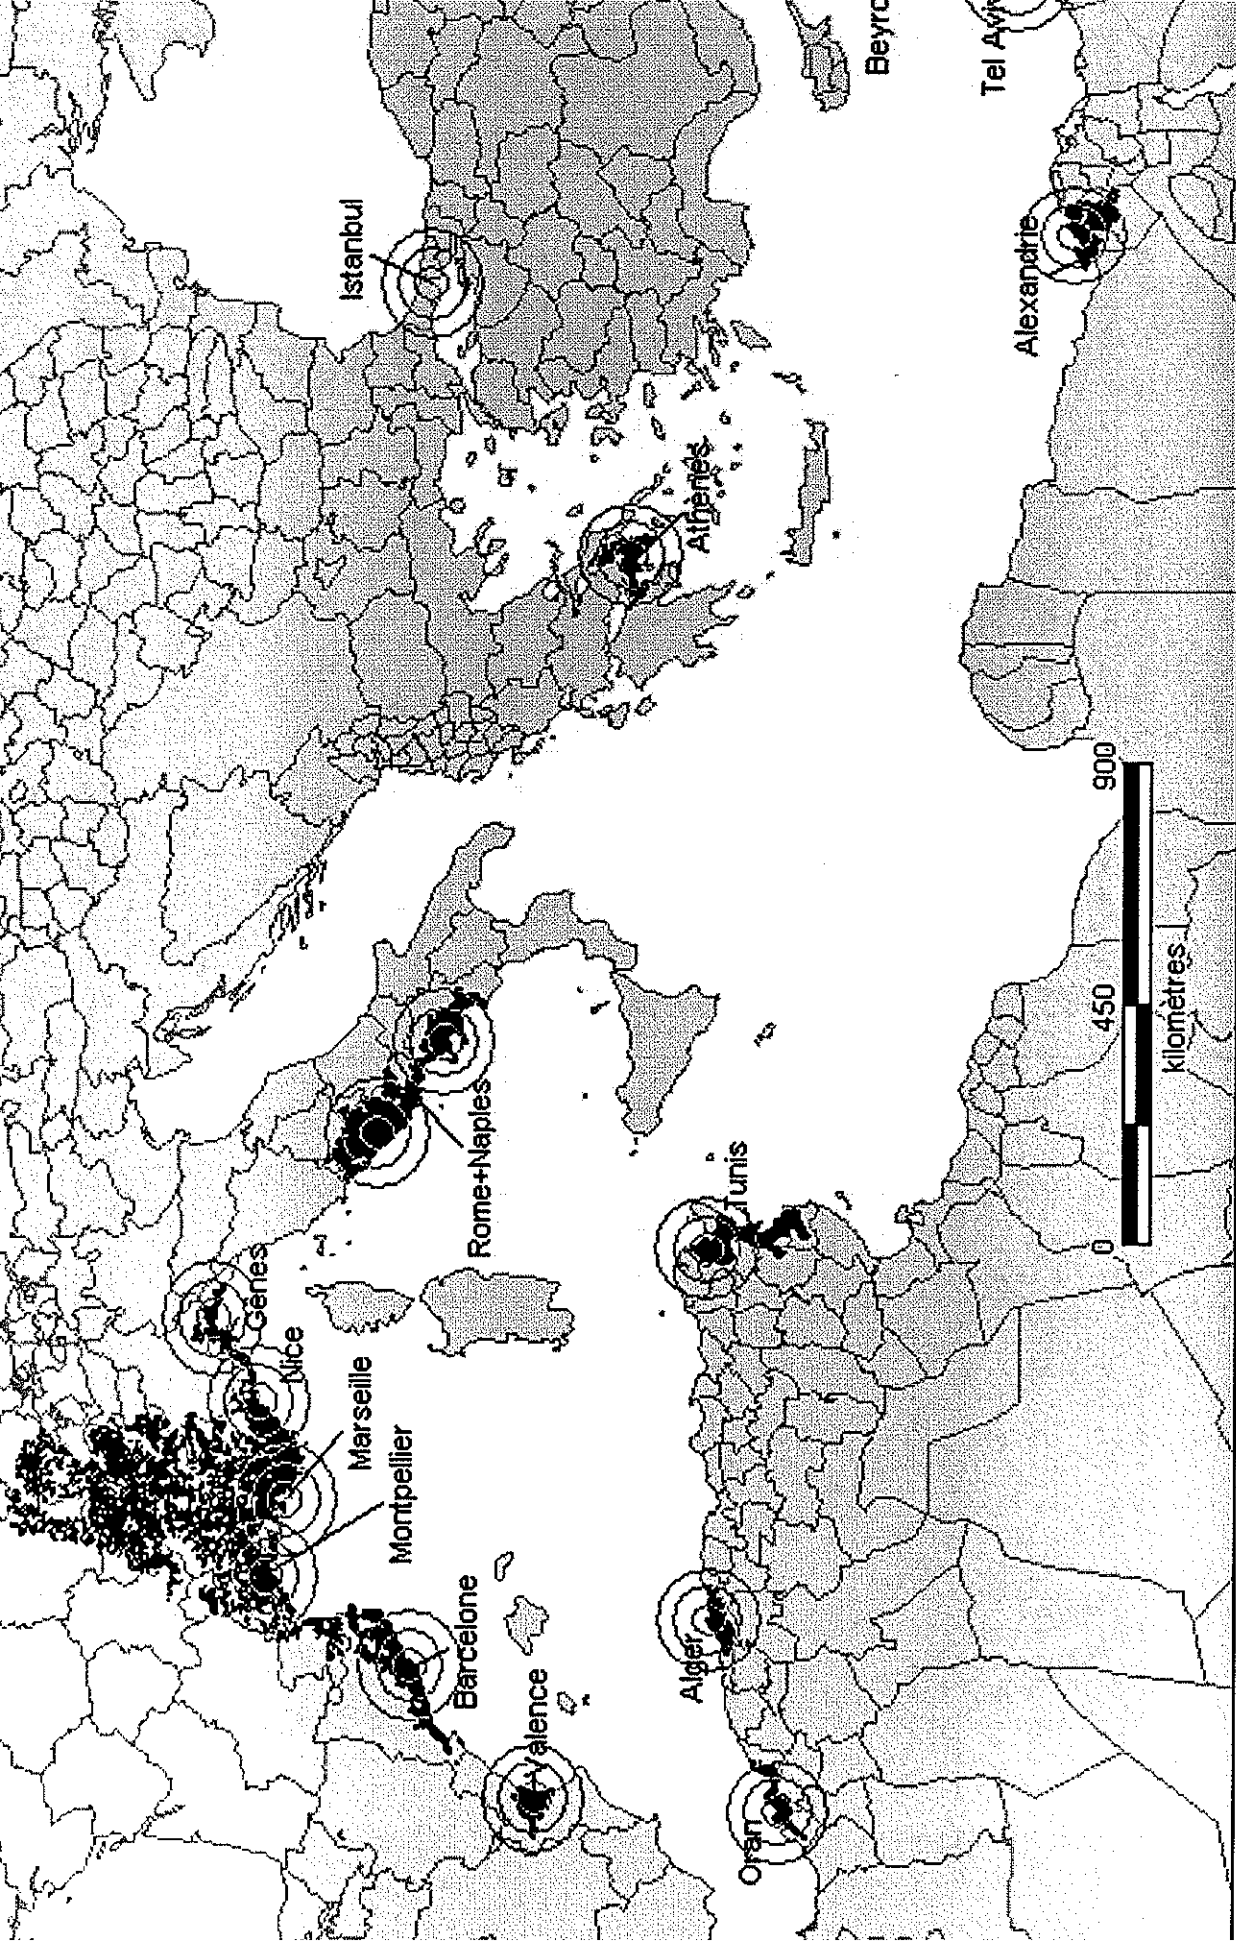 Istanbul
Beyro
Tel Aviv
Alexandrie
Athènes
Gênes
Nice
Marseille
Montpellier
Rome+Naples
Barcelone
Valence
Tunis
Alger
Oran
0 450 900
kilomètres